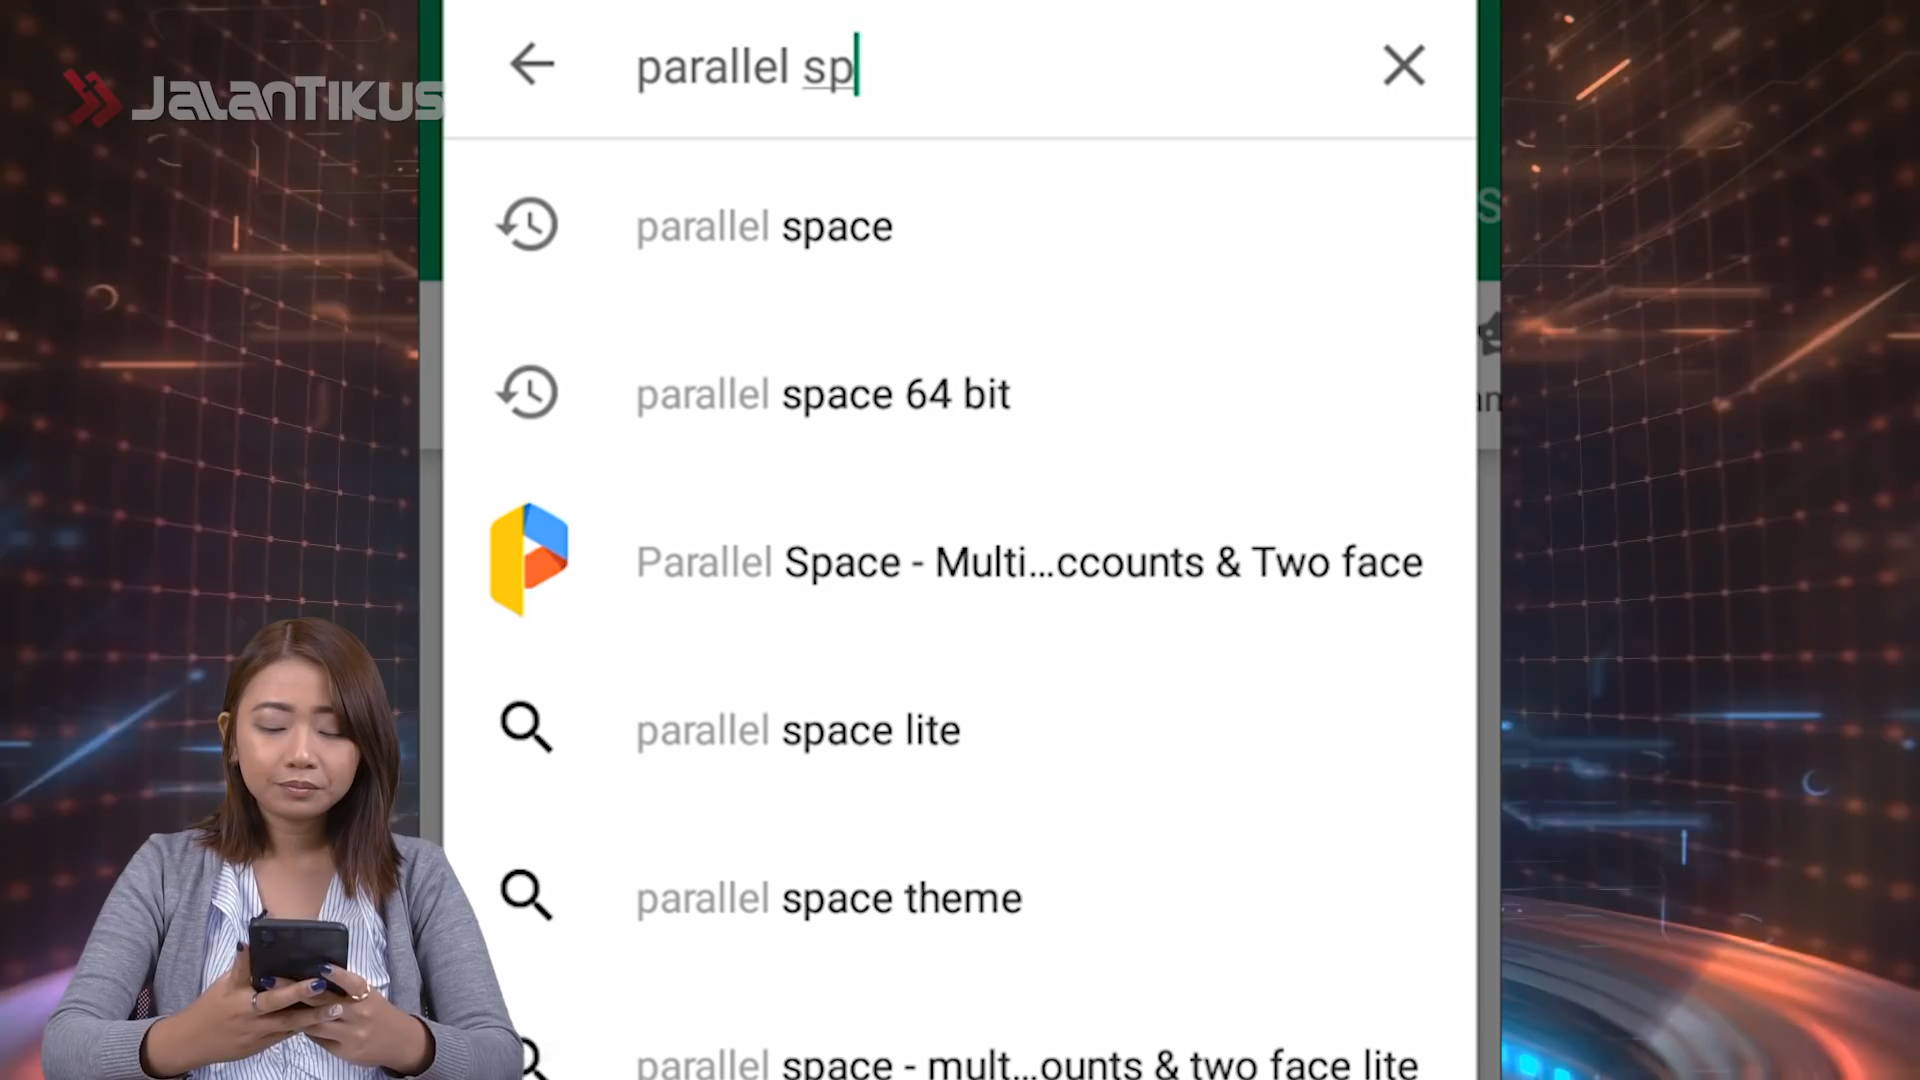 JALANTIKUS
parallel sp
parallel space
parallel space 64 bit
Parallel Space - Multi...ccounts & Two face
parallel space lite
parallel space theme
parallel space - mult...ounts & two face lite